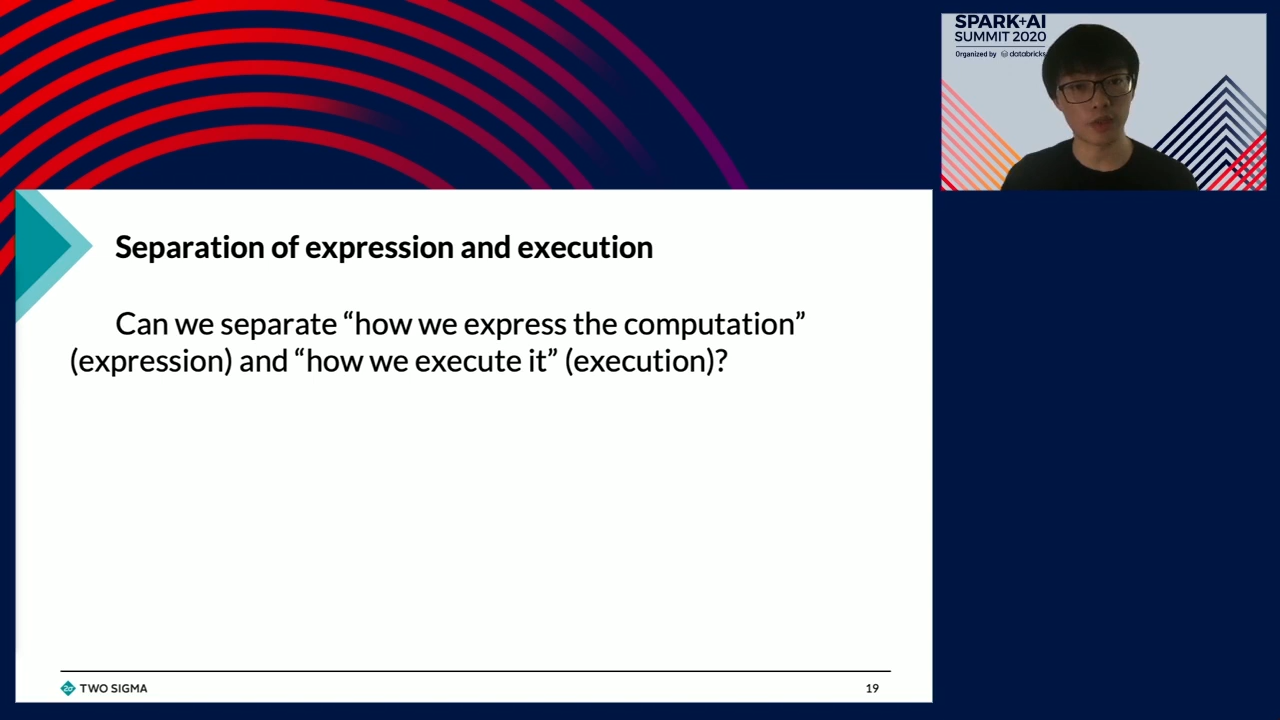 SPARK+AI
SUMMIT 2020
Organized by databricks
Separation of expression and execution
Can we separate “how we express the computation”
(expression) and “how we execute it” (execution)?
2σ TWO SIGMA
19